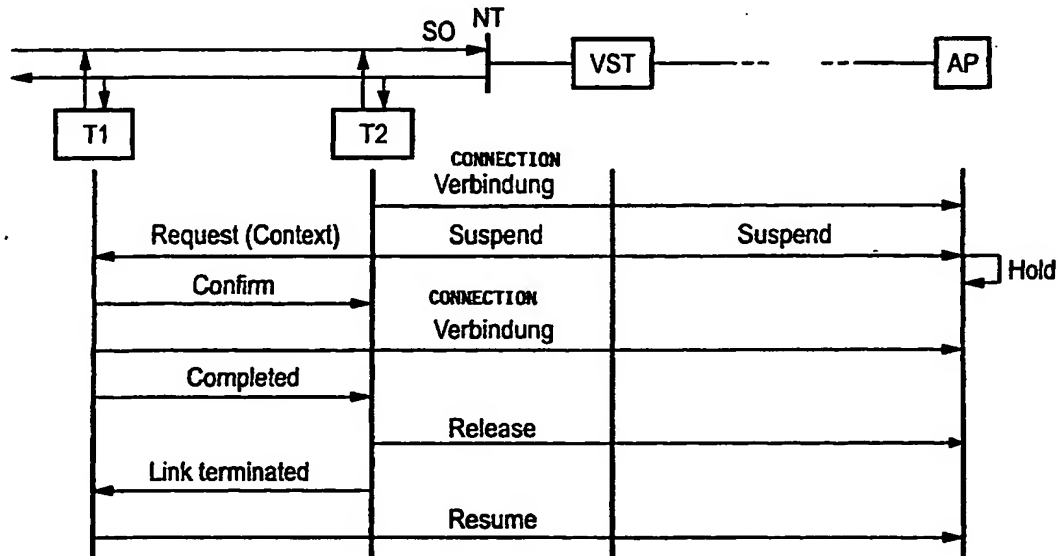 SO NT
VST
AP
T1
T2
CONNECTION
Verbindung
Request (Context)
Suspend
Suspend
Hold
Confirm
CONNECTION
Verbindung
Completed
Release
Link terminated
Resume